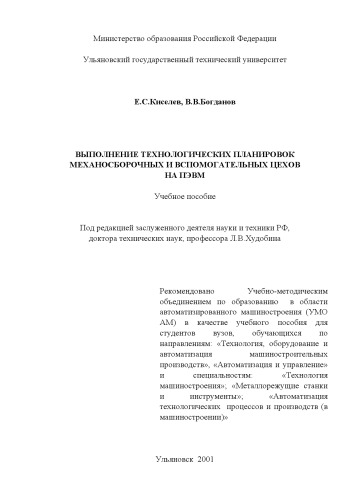 Министерство образования Российской Федерации
Ульяновский государственный технический университет
Е.С.Киселев, В.В.Богданов
ВЫПОЛНЕНИЕ ТЕХНОЛОГИЧЕСКИХ ПЛАНИРОВОК
МЕХАНОСБОРОЧНЫХ И ВСПОМОГАТЕЛЬНЫХ ЦЕХОВ
НА ПЭВМ
Учебное пособие
Под редакцией заслуженного деятеля науки и техники РФ,
доктора технических наук, профессора Л.В.Худобина
Рекомендовано Учебно-методическим
объединением по образованию в области
автоматизированного машиностроения (УМО
АМ) в качестве учебного пособия для
студентов вузов, обучающихся по
направлениям: «Технология, оборудование и
автоматизация машиностроительных
производств», «Автоматизация и управление»
и специальностям: «Технология
машиностроения»; «Металлорежущие станки
и инструменты»; «Автоматизация
технологических процессов и производств (в
машиностроении)»
Ульяновск 2001